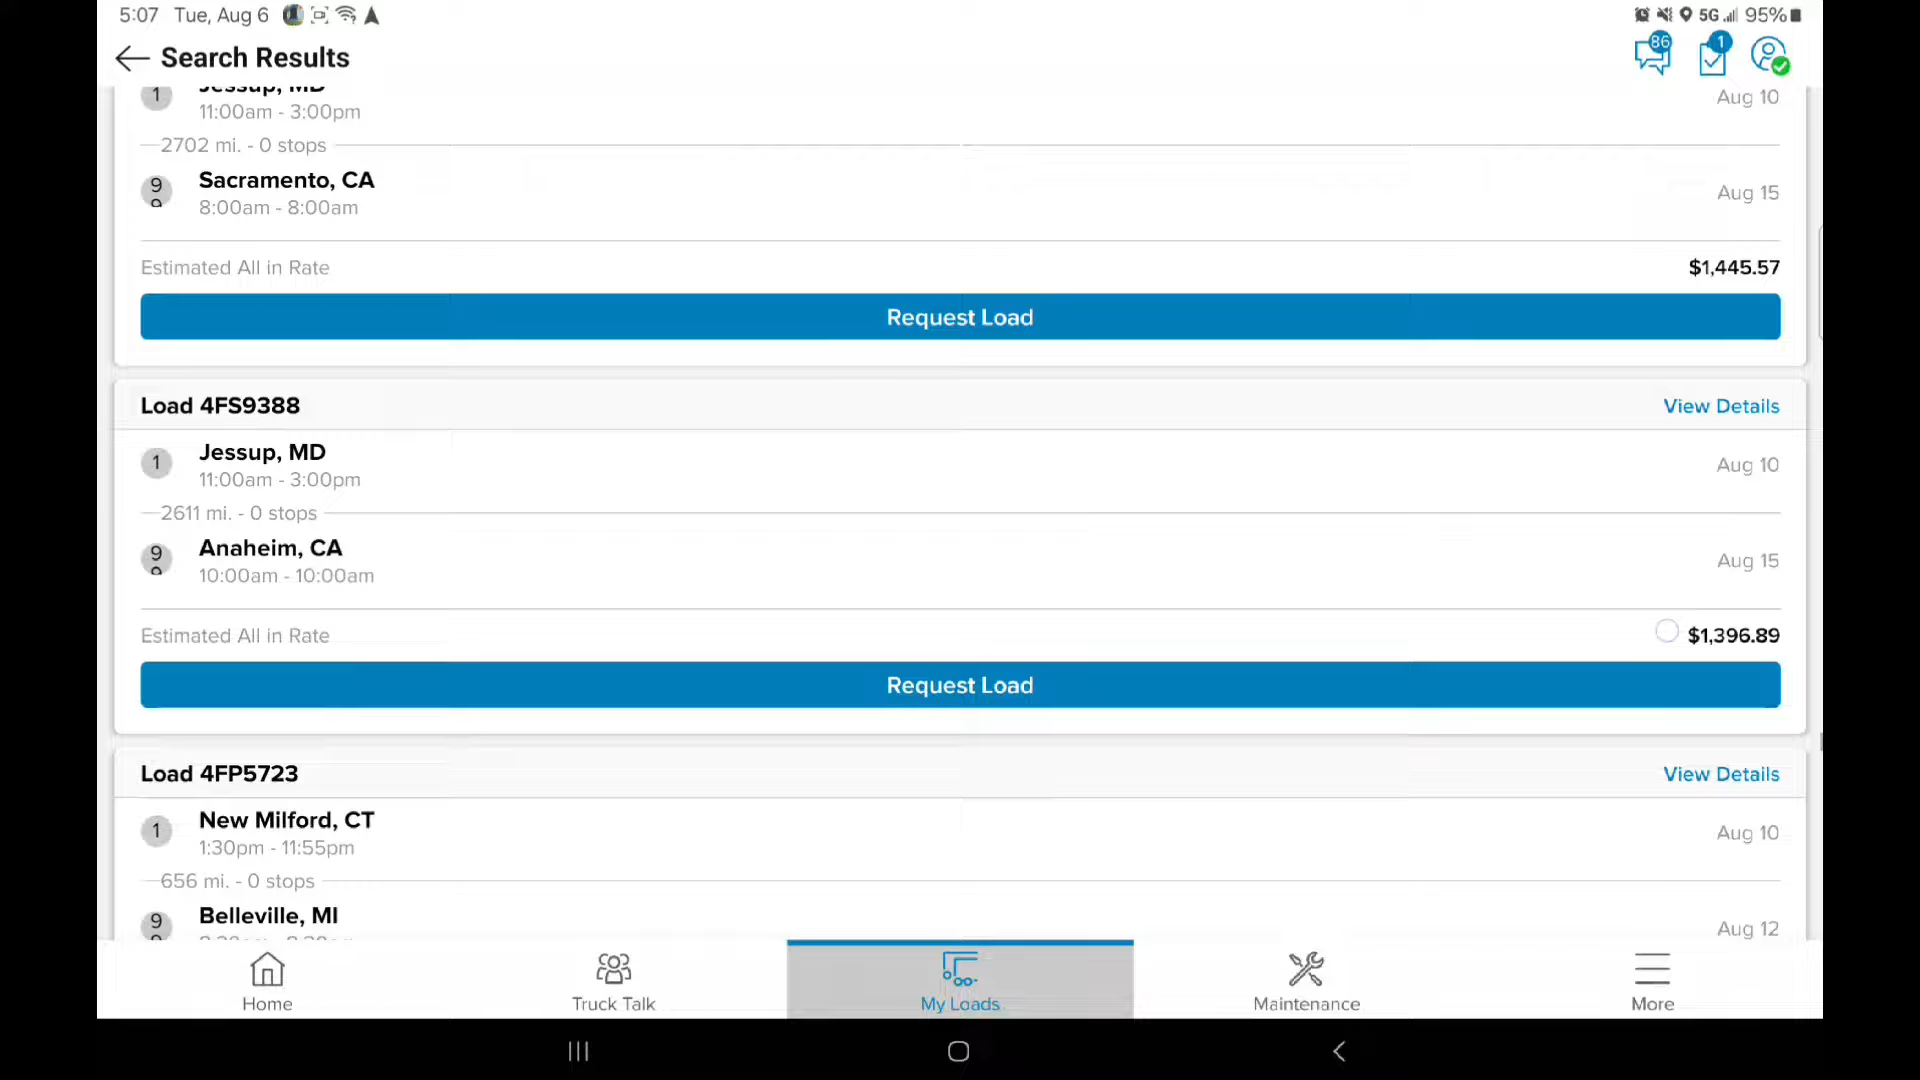 5:07 Tue, Aug 6
5G 95%
Search Results
86
1
1 Jessup, MD
11:00am - 3:00pm
Aug 10
2702 mi. - 0 stops
99 Sacramento, CA
8:00am - 8:00am
Aug 15
Estimated All in Rate $1,445.57
Request Load
Load 4FS9388 View Details
1 Jessup, MD
11:00am - 3:00pm
Aug 10
2611 mi. - 0 stops
99 Anaheim, CA
10:00am - 10:00am
Aug 15
Estimated All in Rate $1,396.89
Request Load
Load 4FP5723 View Details
1 New Milford, CT
1:30pm - 11:55pm
Aug 10
656 mi. - 0 stops
99 Belleville, MI
Aug 12
Home Truck Talk My Loads Maintenance More